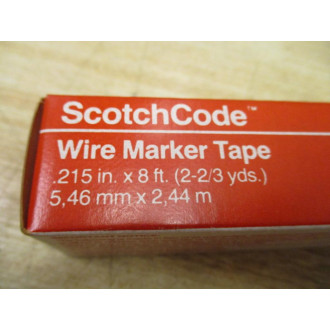 ScotchCode™
Wire Marker Tape
.215 in. x 8 ft. (2-2/3 yds.)
5,46 mm x 2,44 m